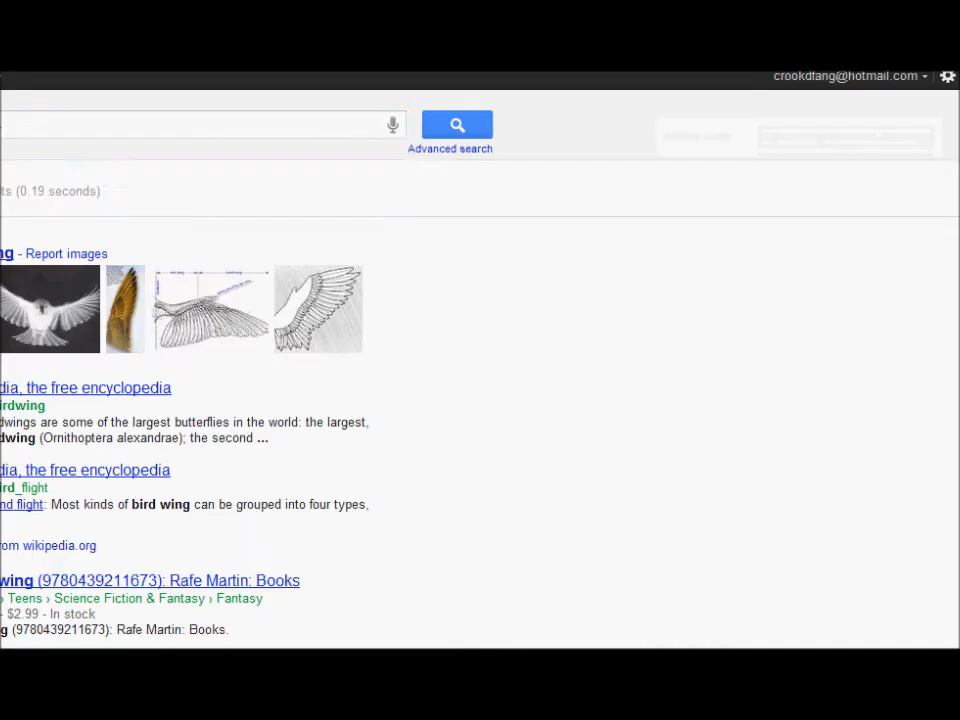 crookdfang@hotmail.com
Advanced search
ts (0.19 seconds)
ng - Report images
dia, the free encyclopedia
irdwing
dwings are some of the largest butterflies in the world: the largest,
dwing (Ornithoptera alexandrae); the second ...
dia, the free encyclopedia
ird_flight
nd flight: Most kinds of bird wing can be grouped into four types,
om wikipedia.org
wing (9780439211673): Rafe Martin: Books
› Teens › Science Fiction & Fantasy › Fantasy
- $2.99 - In stock
g (9780439211673): Rafe Martin: Books.